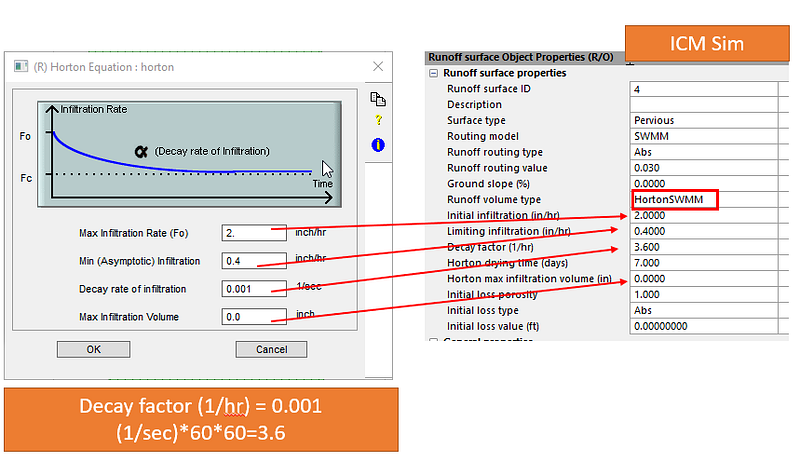 ICM Sim
(R) Horton Equation : horton
Infiltration Rate
Fo
α (Decay rate of Infiltration)
Fc
Time
Max Infiltration Rate (Fo) 2. inch/hr
Min (Asymptotic) Infiltration 0.4 inch/hr
Decay rate of infiltration 0.001 1/sec
Max Infiltration Volume 0.0 inch
OK Cancel
Decay factor (1/hr) = 0.001
(1/sec)*60*60=3.6
Runoff surface Object Properties (R/O)
Runoff surface properties
Runoff surface ID 4
Description
Surface type Pervious
Routing model SWMM
Runoff routing type Abs
Runoff routing value 0.030
Ground slope (%) 0.0000
Runoff volume type HortonSWMM
Initial infiltration (in/hr) 2.0000
Limiting infiltration (in/hr) 0.4000
Decay factor (1/hr) 3.600
Horton drying time (days) 7.000
Horton max infiltration volume (in) 0.0000
Initial loss porosity 1.000
Initial loss type Abs
Initial loss value (ft) 0.00000000
General properties